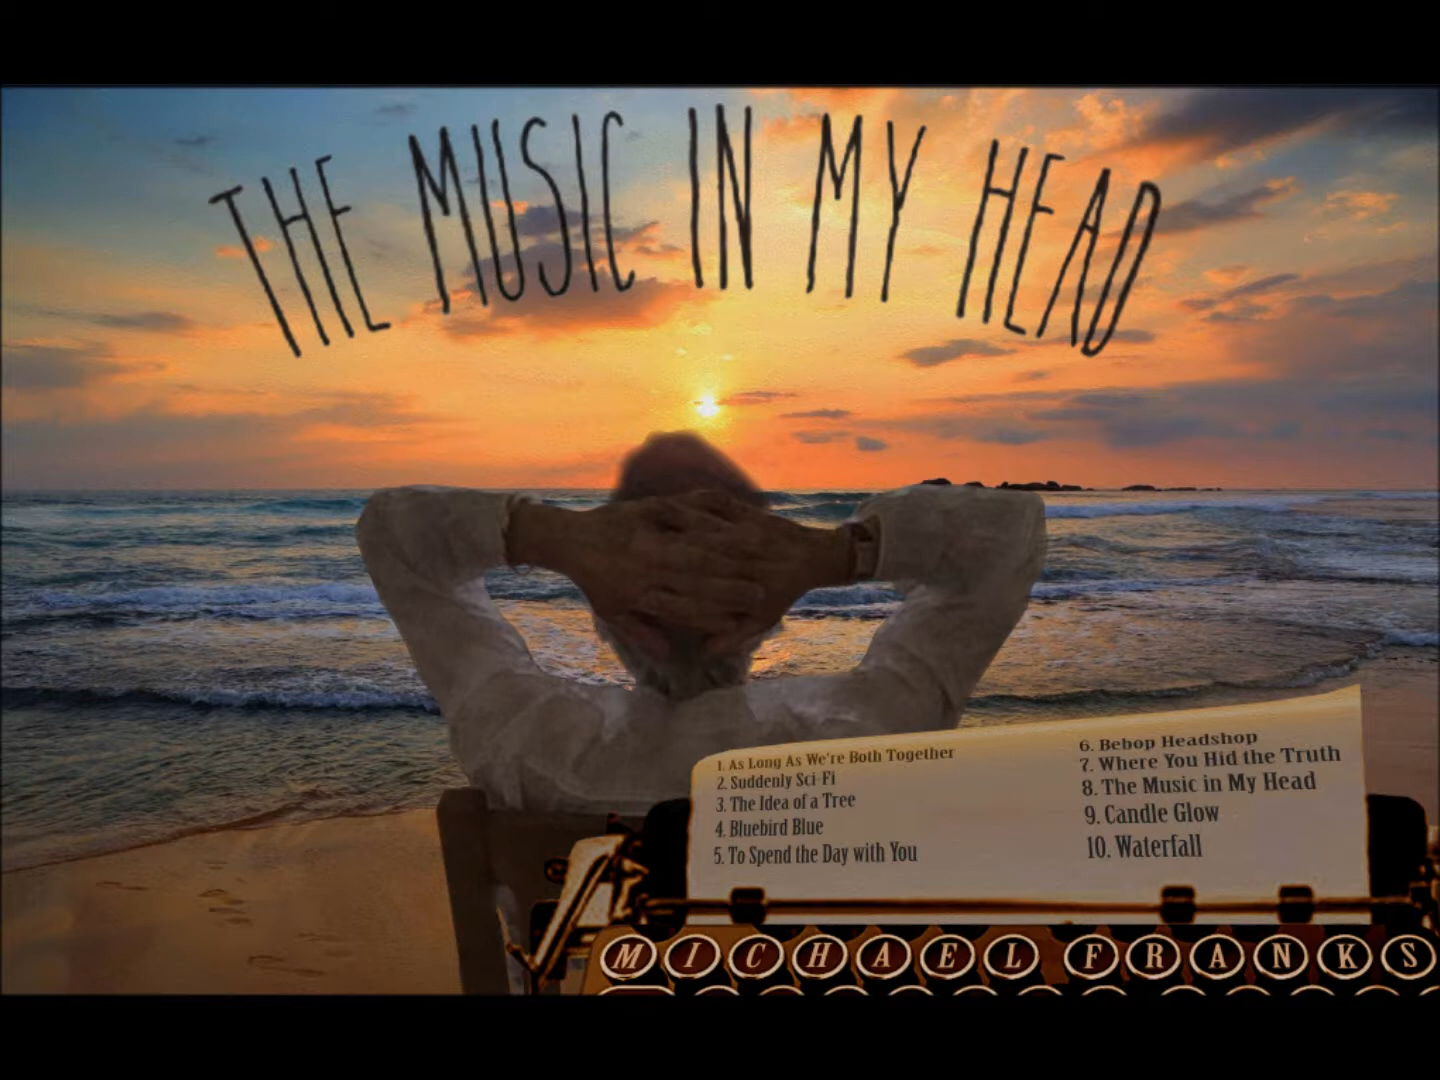 THE MUSIC IN MY HEAD
1. As Long As We're Both Together
2. Suddenly Sci-Fi
3. The Idea of a Tree
4. Bluebird Blue
5. To Spend the Day with You
6. Bebop Headshop
7. Where You Hid the Truth
8. The Music in My Head
9. Candle Glow
10. Waterfall
MICHAEL FRANKS